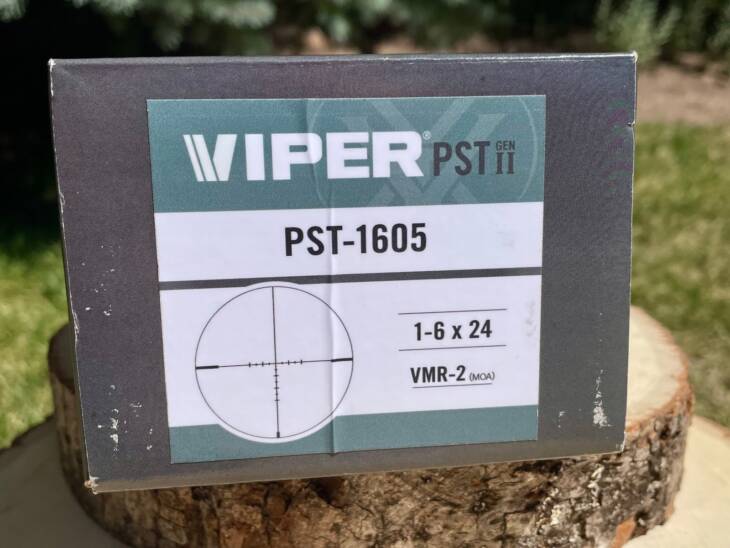 VIPER® PST GEN II
PST-1605
1-6 x 24
VMR-2 (MOA)